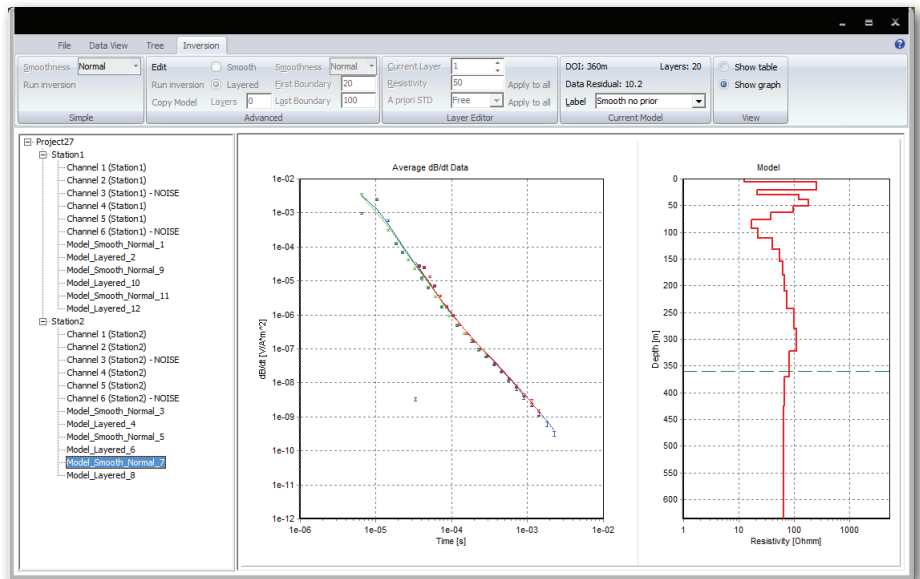 File Data View Tree Inversion
Smoothness Normal
Run inversion
Simple
Edit Smooth Smoothness Normal
Run inversion Layered First Boundary 20
Copy Model Layers 0 Last Boundary 100
Advanced
Current Layer 1
Resistivity 50 Apply to all
A priori STD Free Apply to all
Layer Editor
DOI: 360m Layers: 20
Data Residual: 10.2
Label Smooth no prior
Current Model
Show table
Show graph
View
Project27
Station1
Channel 1 (Station1)
Channel 2 (Station1)
Channel 3 (Station1) - NOISE
Channel 4 (Station1)
Channel 5 (Station1)
Channel 6 (Station1) - NOISE
Model_Smooth_Normal_1
Model_Layered_2
Model_Smooth_Normal_9
Model_Layered_10
Model_Smooth_Normal_11
Model_Layered_12
Station2
Channel 1 (Station2)
Channel 2 (Station2)
Channel 3 (Station2) - NOISE
Channel 4 (Station2)
Channel 5 (Station2)
Channel 6 (Station2) - NOISE
Model_Smooth_Normal_3
Model_Layered_4
Model_Smooth_Normal_5
Model_Layered_6
Model_Smooth_Normal_7
Model_Layered_8
Average dB/dt Data
1e-02
1e-03
1e-04
1e-05
1e-06
1e-07
1e-08
1e-09
1e-10
1e-11
1e-12
dB/dt [V/A*m^2]
1e-06 1e-05 1e-04 1e-03 1e-02
Time [s]
Model
0
50
100
150
200
250
300
350
400
450
500
550
600
Depth [m]
1 10 100 1000
Resistivity [Ohmm]